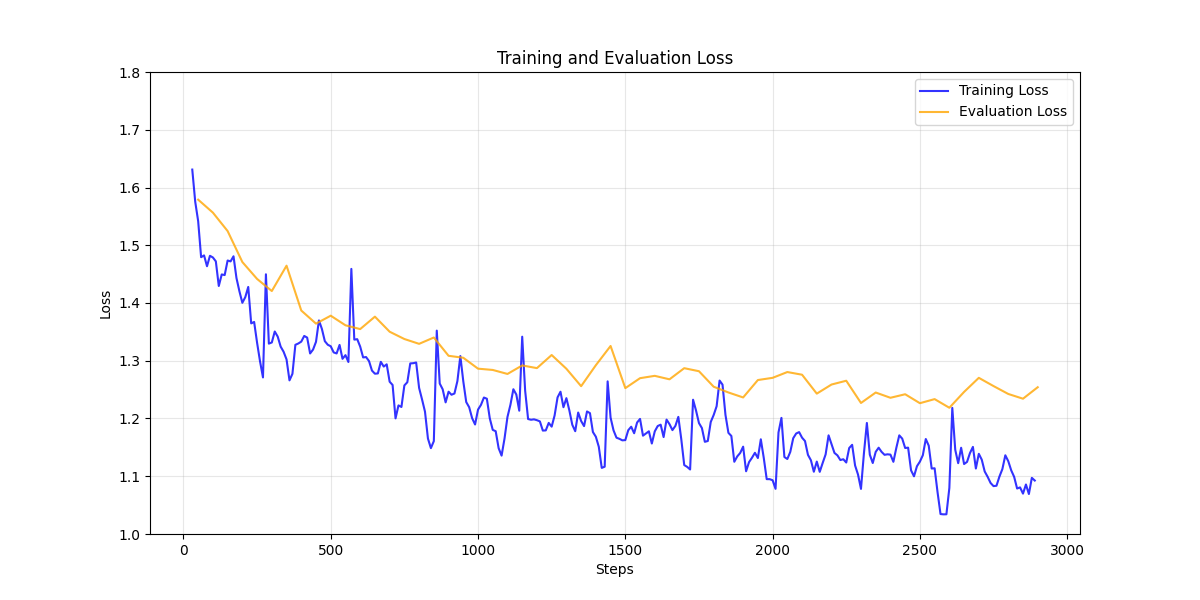 Training and Evaluation Loss
1.8
1.7
1.6
1.5
1.4
1.3
1.2
1.1
1.0
Loss
Training Loss
Evaluation Loss
0 500 1000 1500 2000 2500 3000
Steps